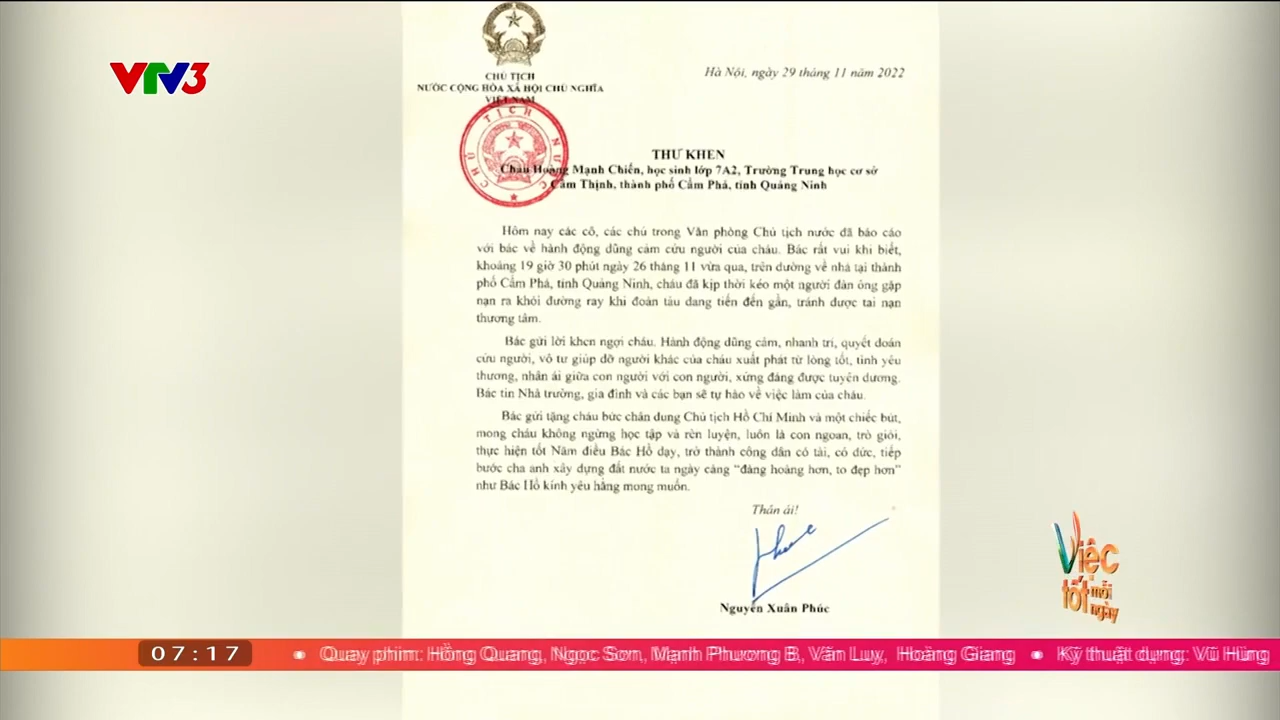 VTV3
CHỦ TỊCH
NƯỚC CỘNG HÒA XÃ HỘI CHỦ NGHĨA
VIỆT NAM
Hà Nội, ngày 29 tháng 11 năm 2022
CHỦ TỊCH NƯỚC
THƯ KHEN
Cháu Hoàng Mạnh Chiến, học sinh lớp 7A2, Trường Trung học cơ sở
Cẩm Thịnh, thành phố Cẩm Phả, tỉnh Quảng Ninh
Hôm nay các cô, các chú trong Văn phòng Chủ tịch nước đã báo cáo
với bác về hành động dũng cảm cứu người của cháu. Bác rất vui khi biết,
khoảng 19 giờ 30 phút ngày 26 tháng 11 vừa qua, trên đường về nhà tại thành
phố Cẩm Phả, tỉnh Quảng Ninh, cháu đã kịp thời kéo một người đàn ông gặp
nạn ra khỏi đường ray khi đoàn tàu đang tiến đến gần, tránh được tai nạn
thương tâm.
Bác gửi lời khen ngợi cháu. Hành động dũng cảm, nhanh trí, quyết đoán
cứu người, vô tư giúp đỡ người khác của cháu xuất phát từ lòng tốt, tình yêu
thương, nhân ái giữa con người với con người, xứng đáng được tuyên dương.
Bác tin Nhà trường, gia đình và các bạn sẽ tự hào về việc làm của cháu.
Bác gửi tặng cháu bức chân dung Chủ tịch Hồ Chí Minh và một chiếc bút,
mong cháu không ngừng học tập và rèn luyện, luôn là con ngoan, trò giỏi,
thực hiện tốt Năm điều Bác Hồ dạy, trở thành công dân có tài, có đức, tiếp
bước cha anh xây dựng đất nước ta ngày càng “đàng hoàng hơn, to đẹp hơn”
như Bác Hồ kính yêu hằng mong muốn.
Thân ái!
Nguyễn Xuân Phúc
Việc
tốt mỗi
ngày
07:17 • Quay phim: Hồng Quang, Ngọc Sơn, Mạnh Phương B, Văn Luy, Hoàng Giang • Kỹ thuật dựng: Vũ Hùng